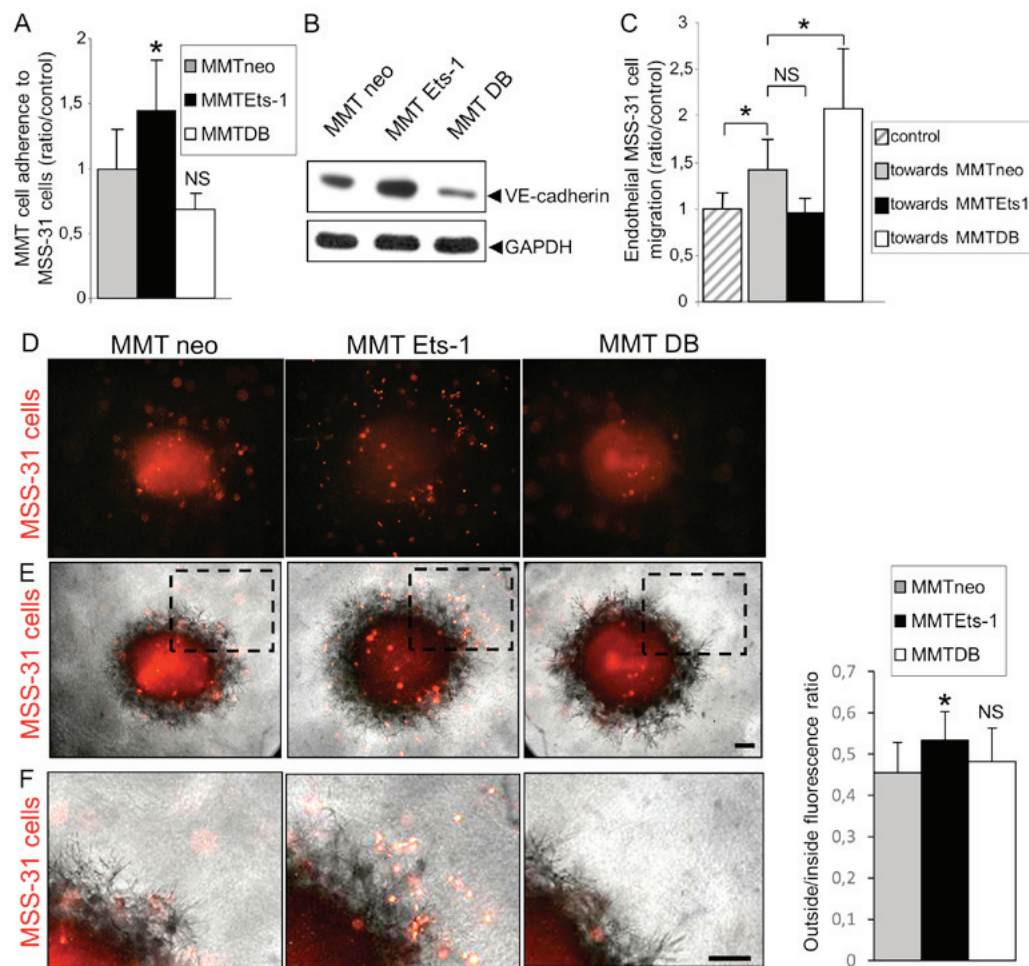 A
MMT cell adherence to
MSS-31 cells (ratio/control)
2
1,5
1
0,5
0
*
NS
MMTneo
MMTEts-1
MMTDB
B
MMT neo
MMT Ets-1
MMT DB
VE-cadherin
GAPDH
C
Endothelial MSS-31 cell
migration (ratio/control)
3
2,5
2
1,5
1
0,5
0
*
NS
*
control
towards MMTneo
towards MMTEts1
towards MMTDB
D
MMT neo
MMT Ets-1
MMT DB
MSS-31 cells
E
MSS-31 cells
F
MSS-31 cells
MMTneo
MMTEts-1
MMTDB
Outside/inside fluorescence ratio
0,7
0,6
0,5
0,4
0,3
0,2
0,1
0
*
NS